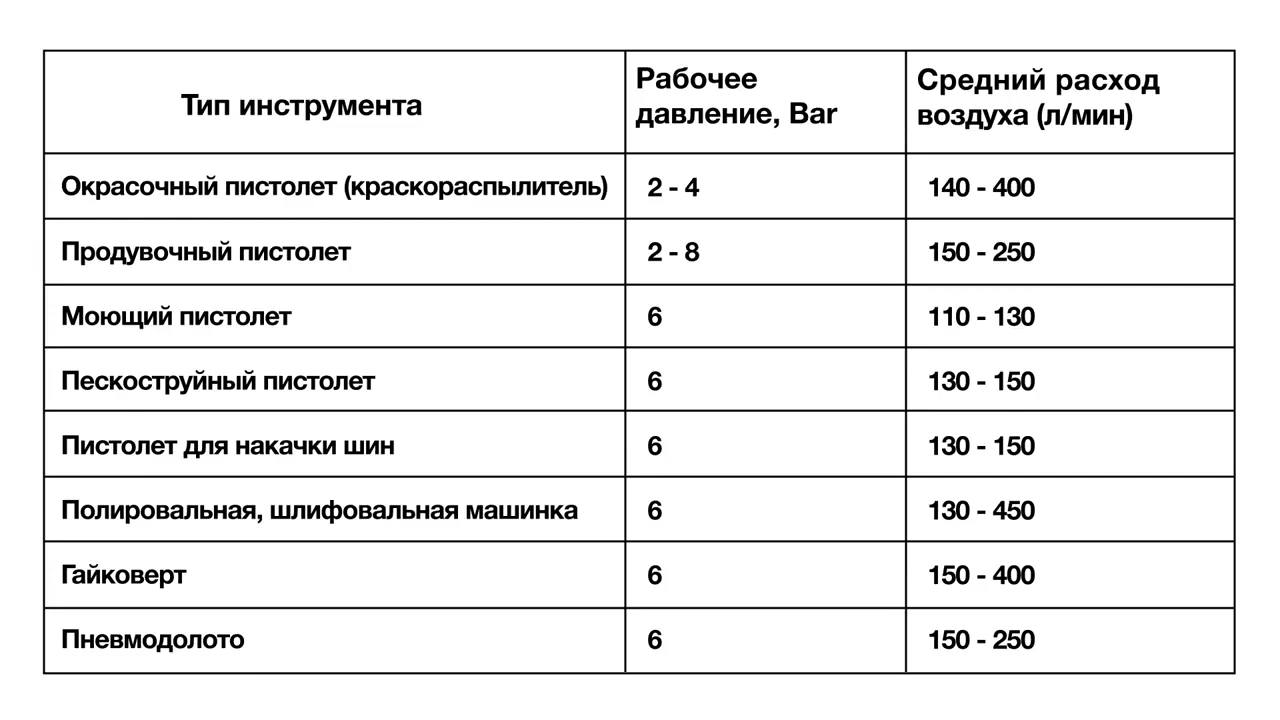 Тип инструмента
Рабочее
давление, Bar
Средний расход
воздуха (л/мин)
Окрасочный пистолет (краскораспылитель) 2 - 4 140 - 400
Продувочный пистолет 2 - 8 150 - 250
Моющий пистолет 6 110 - 130
Пескоструйный пистолет 6 130 - 150
Пистолет для накачки шин 6 130 - 150
Полировальная, шлифовальная машинка 6 130 - 450
Гайковерт 6 150 - 400
Пневмодолото 6 150 - 250